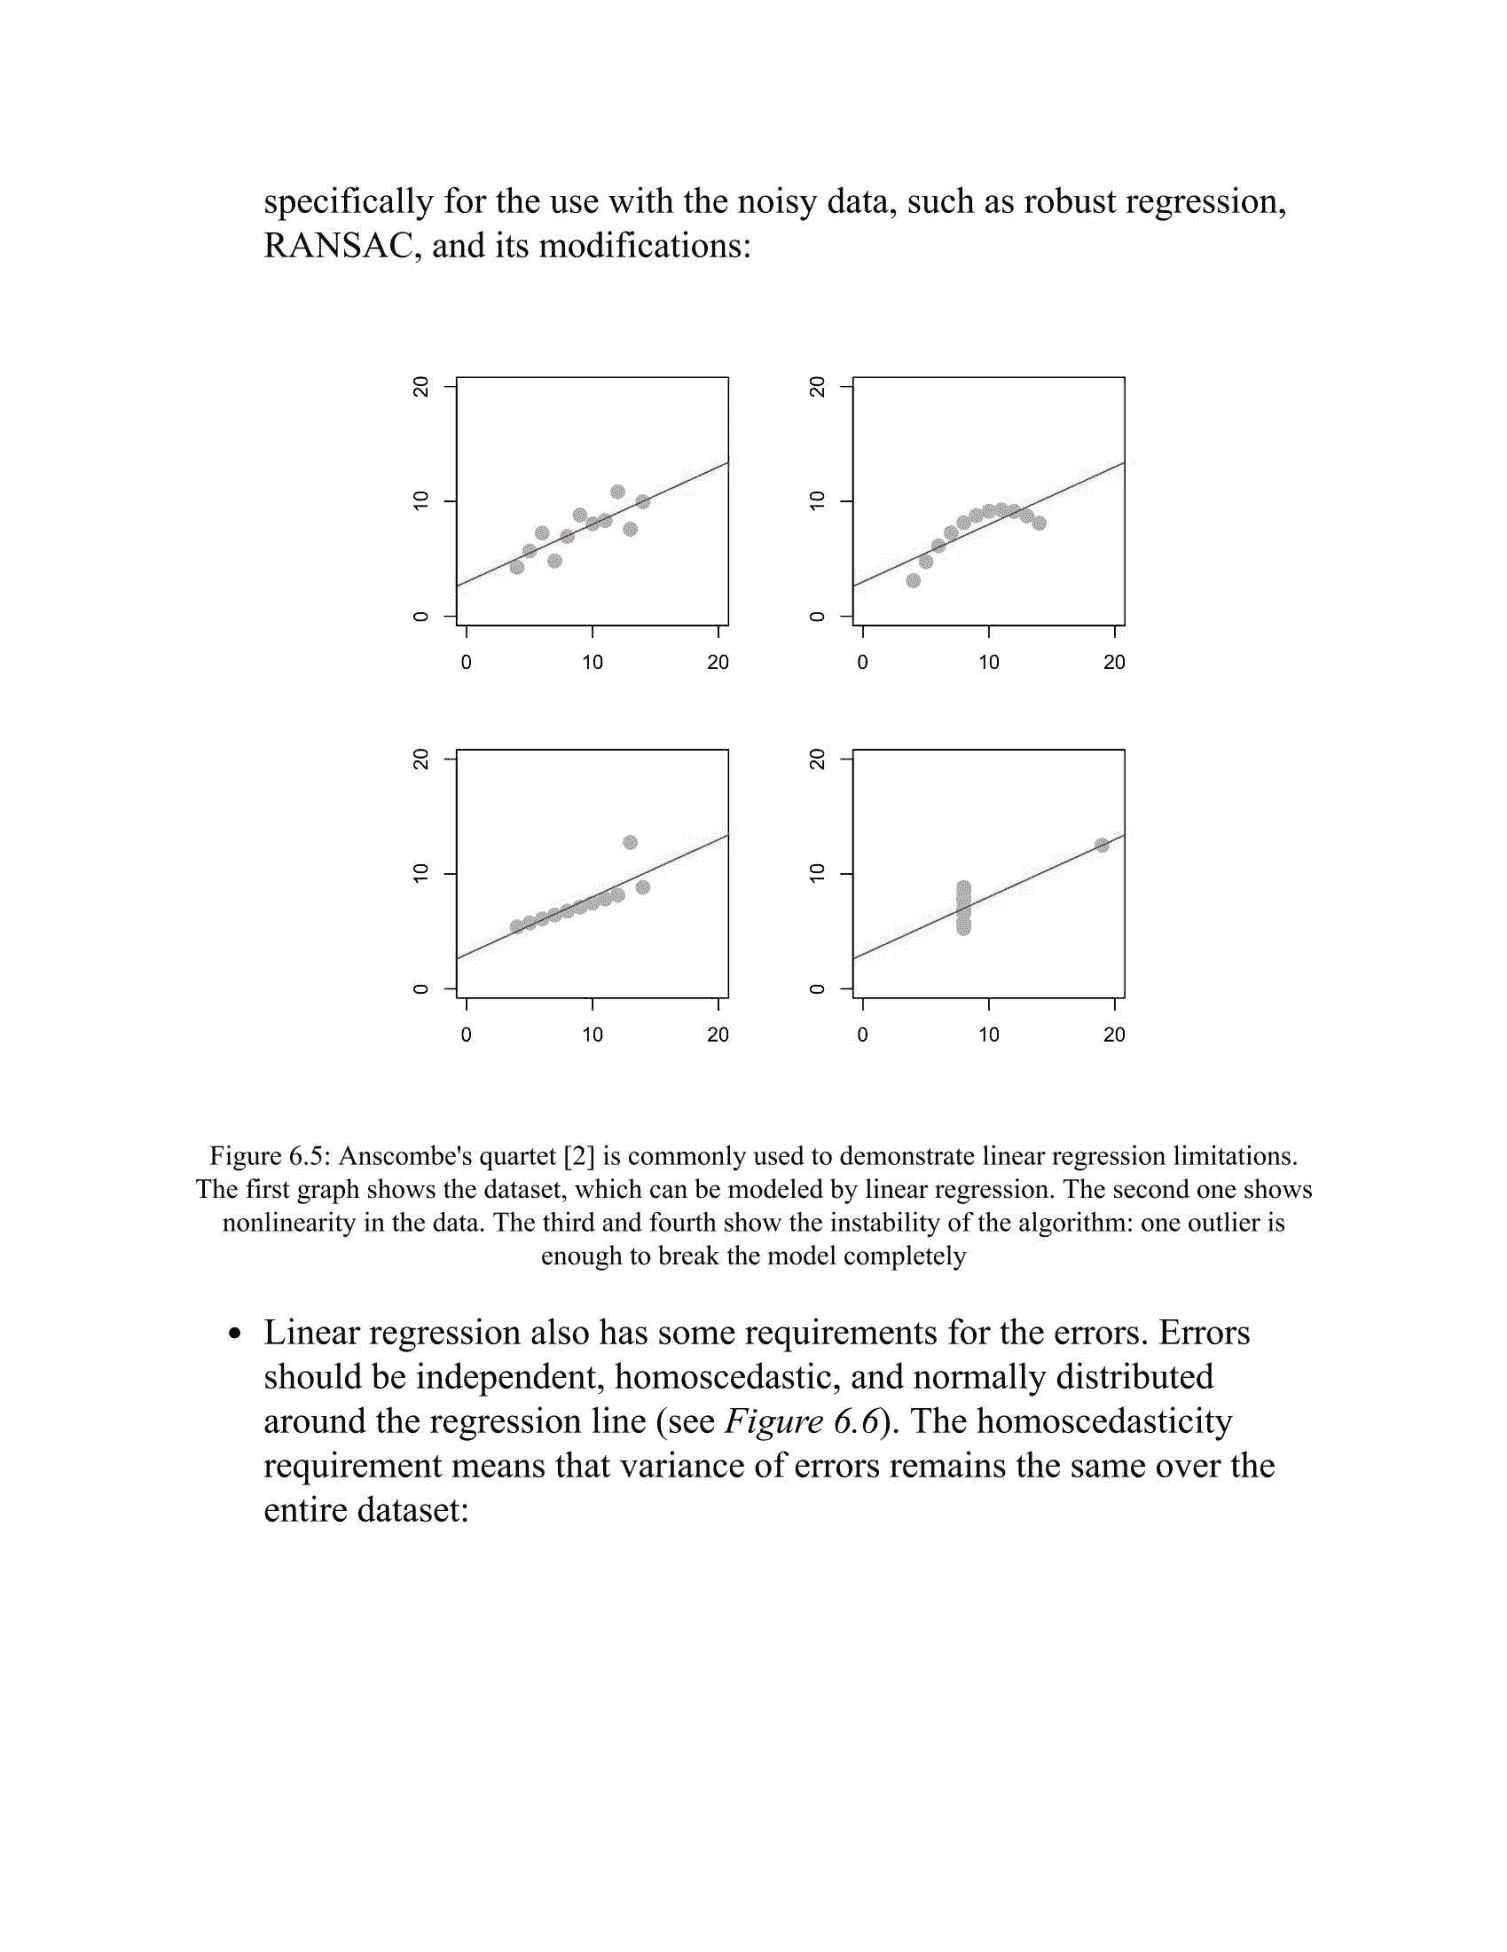 specifically for the use with the noisy data, such as robust regression,
RANSAC, and its modifications:
20
10
0
0 10 20
20
10
0
0 10 20
20
10
0
0 10 20
20
10
0
0 10 20
Figure 6.5: Anscombe's quartet [2] is commonly used to demonstrate linear regression limitations.
The first graph shows the dataset, which can be modeled by linear regression. The second one shows
nonlinearity in the data. The third and fourth show the instability of the algorithm: one outlier is
enough to break the model completely
• Linear regression also has some requirements for the errors. Errors
should be independent, homoscedastic, and normally distributed
around the regression line (see Figure 6.6). The homoscedasticity
requirement means that variance of errors remains the same over the
entire dataset: